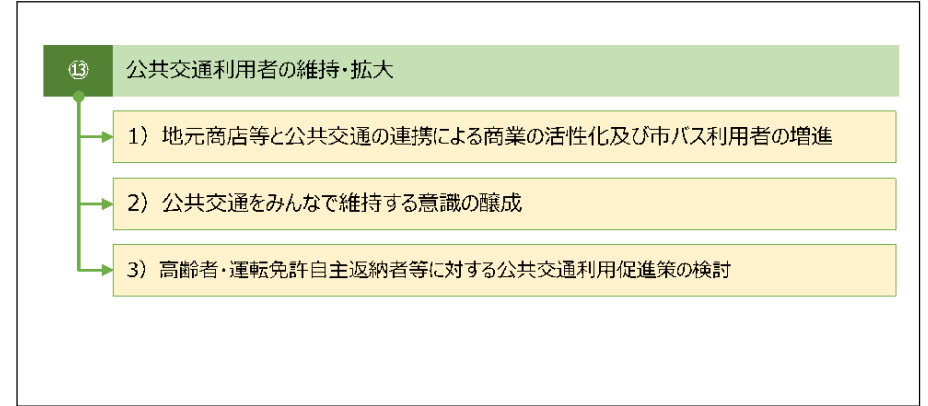 ⑬ 公共交通利用者の維持・拡大
1）地元商店等と公共交通の連携による商業の活性化及び市バス利用者の増進
2）公共交通をみんなで維持する意識の醸成
3）高齢者・運転免許自主返納者等に対する公共交通利用促進策の検討